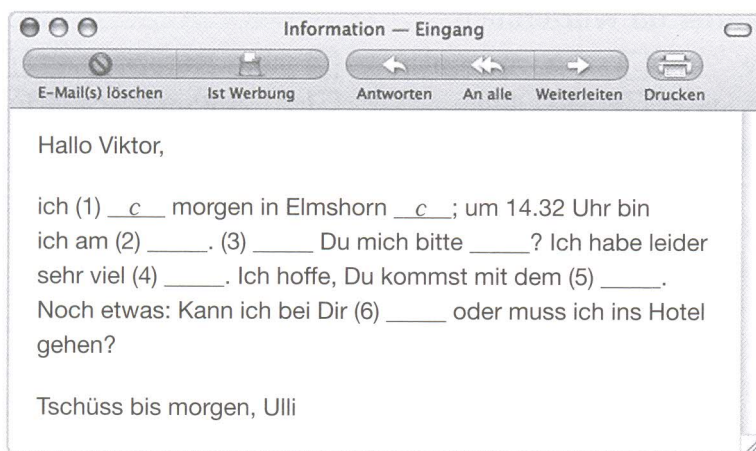 Information — Eingang
E-Mail(s) löschen Ist Werbung Antworten An alle Weiterleiten Drucken
Hallo Viktor,
ich (1) __c__ morgen in Elmshorn __c__; um 14.32 Uhr bin
ich am (2) _____. (3) _____ Du mich bitte _____? Ich habe leider
sehr viel (4) _____. Ich hoffe, Du kommst mit dem (5) _____.
Noch etwas: Kann ich bei Dir (6) _____ oder muss ich ins Hotel
gehen?
Tschüss bis morgen, Ulli